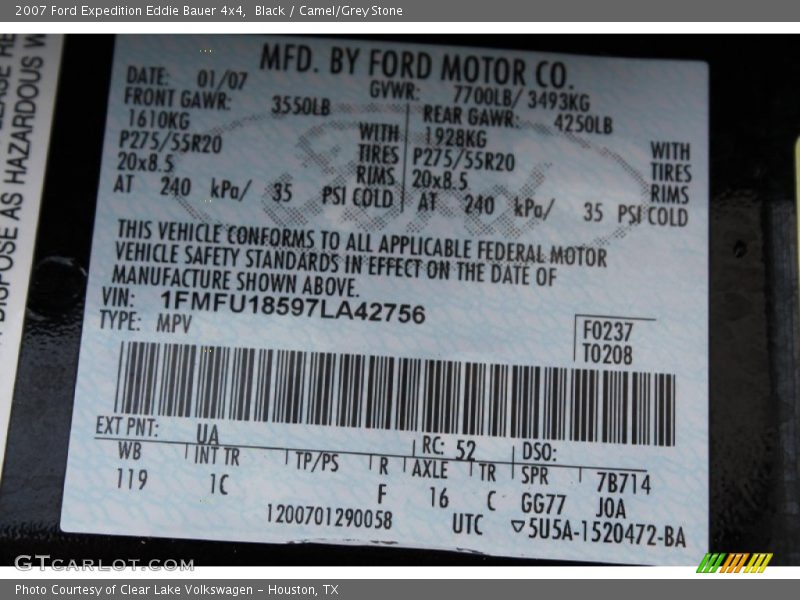 2007 Ford Expedition Eddie Bauer 4x4,  Black / Camel/Grey Stone
MFD. BY FORD MOTOR CO.
DATE: 01/07 GVWR: 7700LB/ 3493KG
FRONT GAWR: 3550LB REAR GAWR: 4250LB
1610KG WITH 1928KG WITH
P275/55R20 TIRES P275/55R20 TIRES
20x8.5 RIMS 20x8.5 RIMS
AT 240 kPa/ 35 PSI COLD AT 240 kPa/ 35 PSI COLD
THIS VEHICLE CONFORMS TO ALL APPLICABLE FEDERAL MOTOR
VEHICLE SAFETY STANDARDS IN EFFECT ON THE DATE OF
MANUFACTURE SHOWN ABOVE.
VIN: 1FMFU18597LA42756
TYPE: MPV
F0237
T0208
EXT PNT: UA RC: 52 DSO:
WB INT TR TP/PS R AXLE TR SPR 7B714
119 1C F 16 C GG77 JOA
1200701290058 UTC 5U5A-1520472-BA
AS HAZARDOUS
GTCARLOT.COM
Photo Courtesy of Clear Lake Volkswagen – Houston, TX